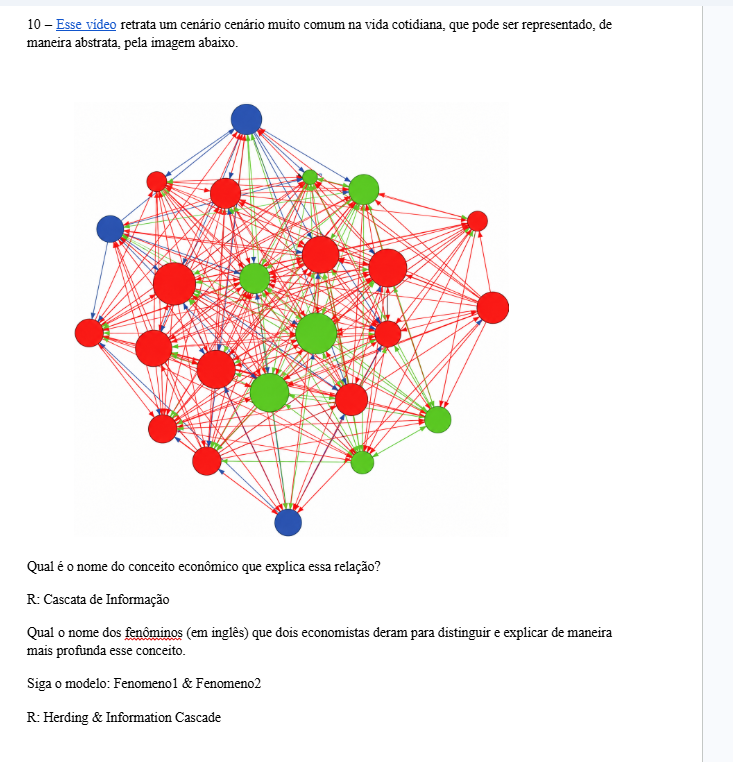 10 – Esse vídeo retrata um cenário cenário muito comum na vida cotidiana, que pode ser representado, de
maneira abstrata, pela imagem abaixo.
Qual é o nome do conceito econômico que explica essa relação?
R: Cascata de Informação
Qual o nome dos fenôminos (em inglês) que dois economistas deram para distinguir e explicar de maneira
mais profunda esse conceito.
Siga o modelo: Fenomeno1 & Fenomeno2
R: Herding & Information Cascade